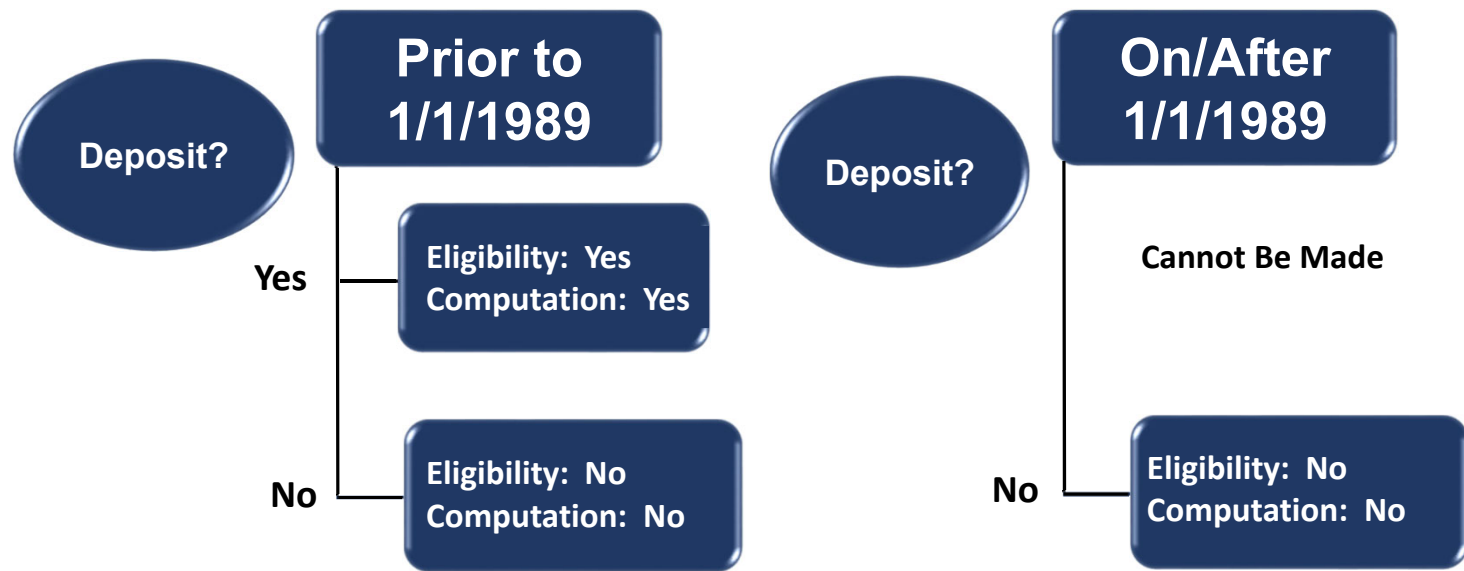 Prior to
1/1/1989
Deposit?
Yes
Eligibility:  Yes
Computation:  Yes
No
Eligibility:  No
Computation:  No
On/After
1/1/1989
Deposit?
Cannot Be Made
No
Eligibility:  No
Computation:  No